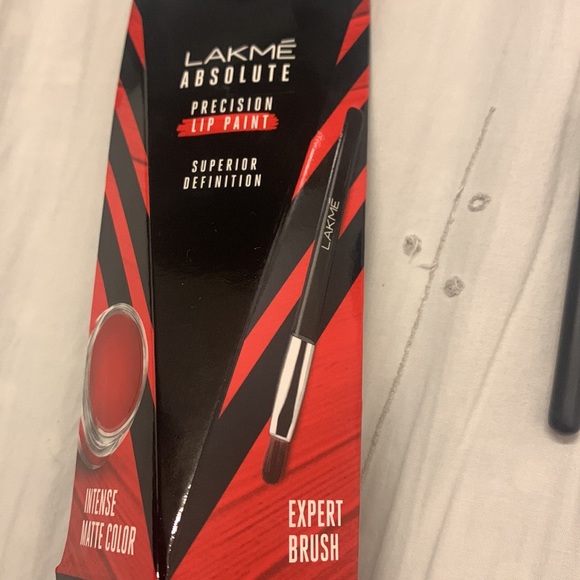 LAKMĒ
ABSOLUTE
PRECISION
LIP PAINT
SUPERIOR
DEFINITION
LAKMĒ
INTENSE
MATTE COLOR
EXPERT
BRUSH